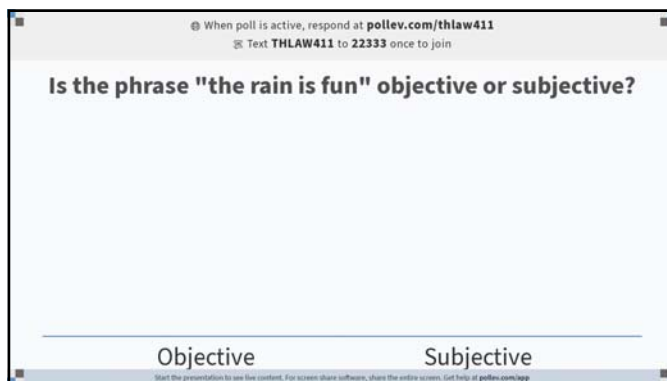 When poll is active, respond at pollev.com/thlaw411
Text THLAW411 to 22333 once to join
Is the phrase "the rain is fun" objective or subjective?
Objective Subjective
Start the presentation to see live content. For screen share software, share the entire screen. Get help at pollev.com/app